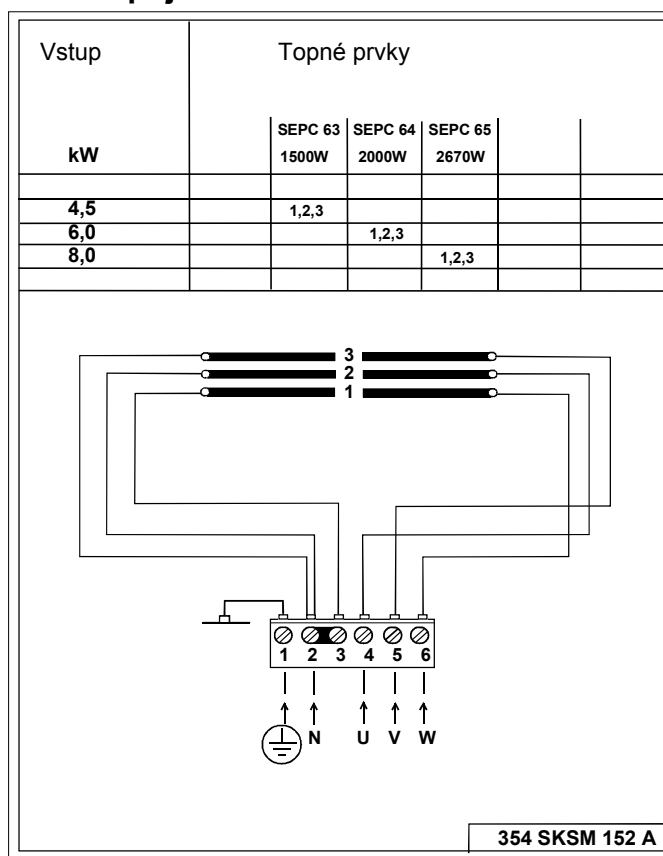 Vstup Topné prvky
SEPC 63 SEPC 64 SEPC 65
kW 1500W 2000W 2670W
4,5 1,2,3
6,0 1,2,3
8,0 1,2,3
3
2
1
1 2 3 4 5 6
N U V W
354 SKSM 152 A